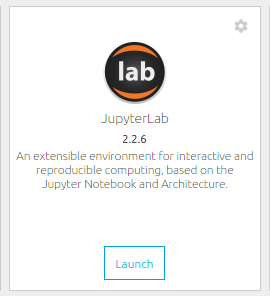 lab
JupyterLab
2.2.6
An extensible environment for interactive and
reproducible computing, based on the
Jupyter Notebook and Architecture.
Launch